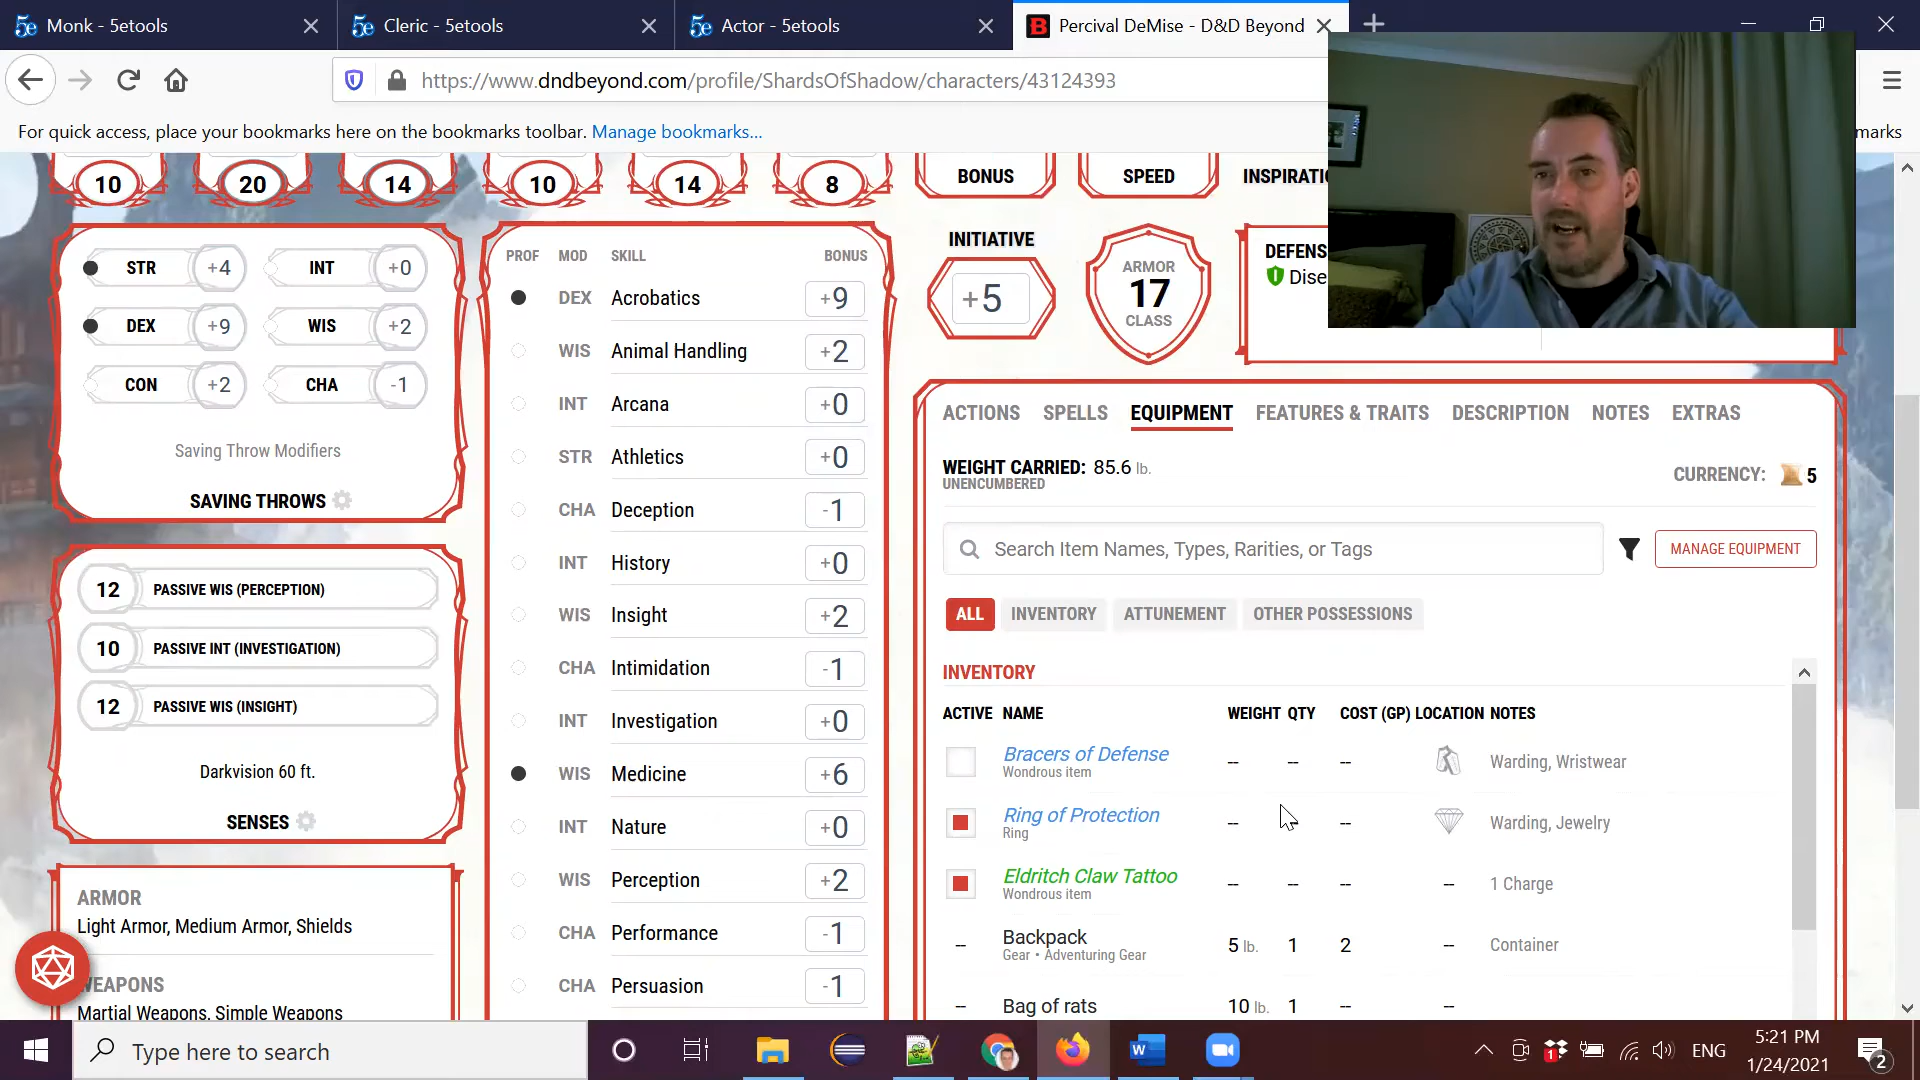 Monk - 5etools
Cleric - 5etools
Actor - 5etools
Percival DeMise - D&D Beyond
https://www.dndbeyond.com/profile/ShardsOfShadow/characters/43124393
For quick access, place your bookmarks here on the bookmarks toolbar. Manage bookmarks...
marks
10 20 14 10 14 8
BONUS
SPEED
INSPIRATI
STR +4 INT +0
DEX +9 WIS +2
CON +2 CHA -1
Saving Throw Modifiers
SAVING THROWS
12 PASSIVE WIS (PERCEPTION)
10 PASSIVE INT (INVESTIGATION)
12 PASSIVE WIS (INSIGHT)
Darkvision 60 ft.
SENSES
ARMOR
Light Armor, Medium Armor, Shields
WEAPONS
Martial Weapons, Simple Weapons
PROF MOD SKILL BONUS
DEX Acrobatics +9
WIS Animal Handling +2
INT Arcana +0
STR Athletics +0
CHA Deception -1
INT History +0
WIS Insight +2
CHA Intimidation -1
INT Investigation +0
WIS Medicine +6
INT Nature +0
WIS Perception +2
CHA Performance -1
CHA Persuasion -1
INITIATIVE
+5
ARMOR
17
CLASS
DEFENS
Dise
ACTIONS SPELLS EQUIPMENT FEATURES & TRAITS DESCRIPTION NOTES EXTRAS
WEIGHT CARRIED: 85.6 lb.
UNENCUMBERED
CURRENCY: 5
Search Item Names, Types, Rarities, or Tags
MANAGE EQUIPMENT
ALL INVENTORY ATTUNEMENT OTHER POSSESSIONS
INVENTORY
ACTIVE NAME WEIGHT QTY COST (GP) LOCATION NOTES
Bracers of Defense -- -- -- Warding, Wristwear
Wondrous item
Ring of Protection -- -- Warding, Jewelry
Ring
Eldritch Claw Tattoo -- -- -- -- 1 Charge
Wondrous item
-- Backpack 5 lb. 1 2 -- Container
Gear • Adventuring Gear
-- Bag of rats 10 lb. 1 -- --
Type here to search
1
ENG
5:21 PM
1/24/2021
2